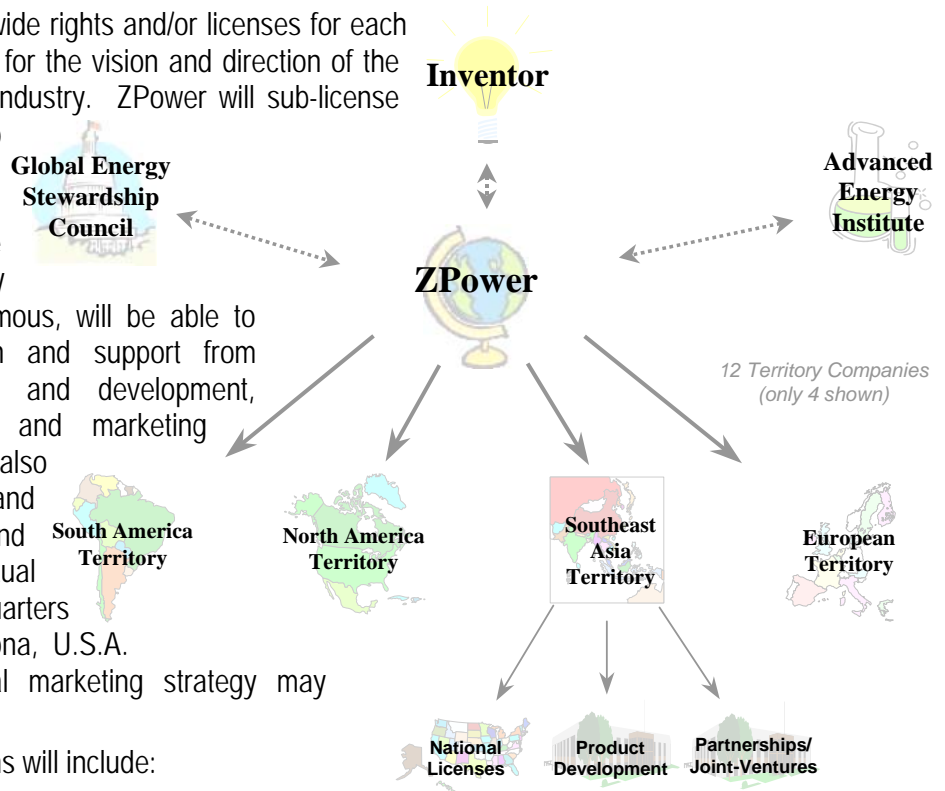 wide rights and/or licenses for each
for the vision and direction of the
industry. ZPower will sub-license
mous, will be able to
and support from
and development,
and marketing
also
and
nd
ual
uarters
ona, U.S.A.
al marketing strategy may
ns will include:
Inventor
Global Energy
Stewardship
Council
Advanced
Energy
Institute
ZPower
12 Territory Companies
(only 4 shown)
South America
Territory
North America
Territory
Southeast
Asia
Territory
European
Territory
National
Licenses
Product
Development
Partnerships/
Joint-Ventures